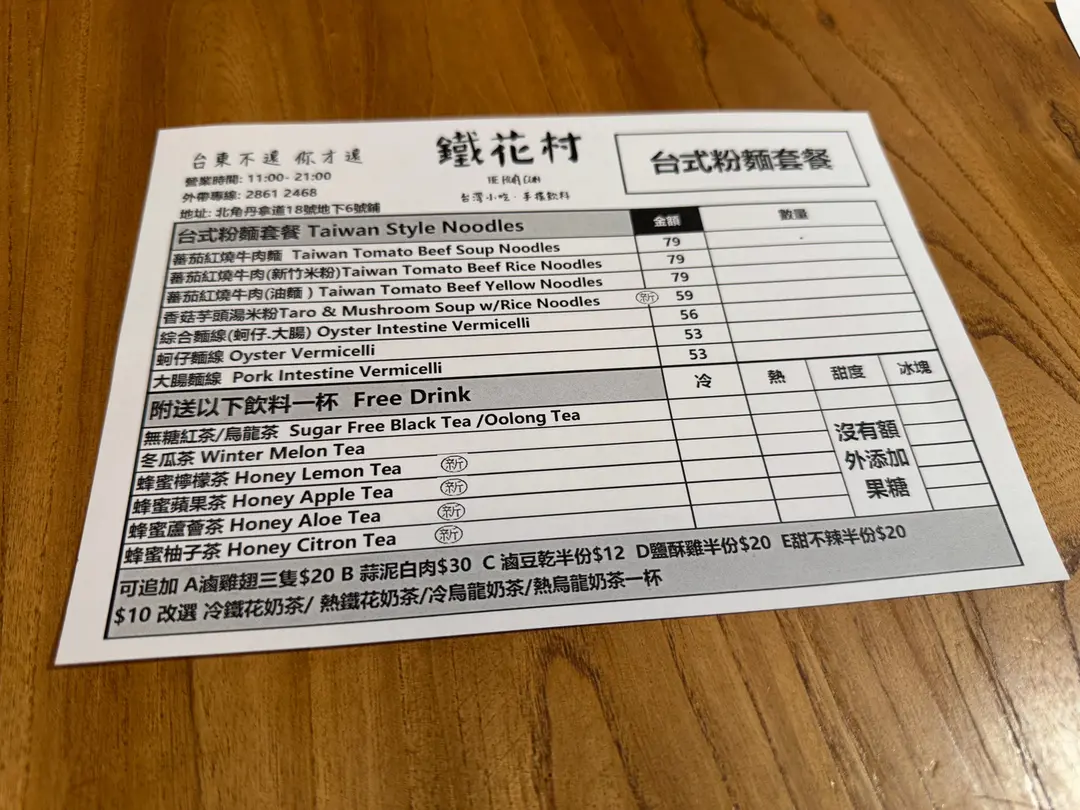 台東不遠 你才遠
營業時間: 11:00- 21:00
外帶專線: 2861 2468
地址: 北角丹拿道18號地下6號鋪
鐵花村
TIE HUA CUN
台灣小吃・手搖飲料
台式粉麵套餐
台式粉麵套餐 Taiwan Style Noodles 金額 數量
蕃茄紅燒牛肉麵 Taiwan Tomato Beef Soup Noodles 79
蕃茄紅燒牛肉(新竹米粉)Taiwan Tomato Beef Rice Noodles 79
蕃茄紅燒牛肉(油麵 ) Taiwan Tomato Beef Yellow Noodles 79
香菇芋頭湯米粉Taro & Mushroom Soup w/Rice Noodles 新 59
綜合麵線(蚵仔.大腸) Oyster Intestine Vermicelli 56
蚵仔麵線 Oyster Vermicelli 53
大腸麵線 Pork Intestine Vermicelli 53
附送以下飲料一杯 Free Drink 冷 熱 甜度 冰塊
無糖紅茶/烏龍茶 Sugar Free Black Tea /Oolong Tea
冬瓜茶 Winter Melon Tea
蜂蜜檸檬茶 Honey Lemon Tea 新
蜂蜜蘋果茶 Honey Apple Tea 新
蜂蜜蘆薈茶 Honey Aloe Tea 新
蜂蜜柚子茶 Honey Citron Tea 新
沒有額
外添加
果糖
可追加 A滷雞翅三隻$20 B 蒜泥白肉$30 C 滷豆乾半份$12 D鹽酥雞半份$20 E甜不辣半份$20
$10 改選 冷鐵花奶茶/ 熱鐵花奶茶/冷烏龍奶茶/熱烏龍奶茶一杯